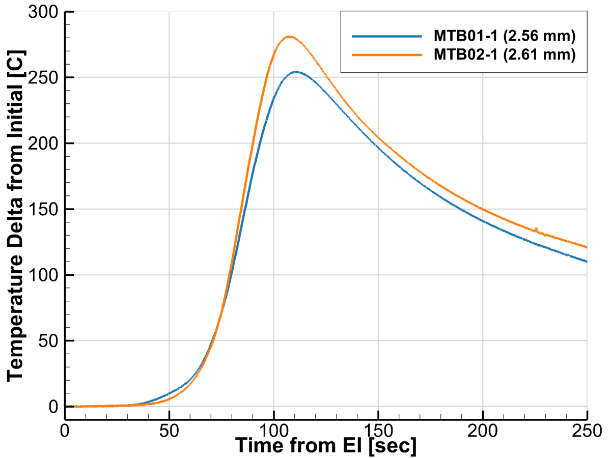 Temperature Delta from Initial [C]
300
250
200
150
100
50
0
MTB01-1 (2.56 mm)
MTB02-1 (2.61 mm)
0 50 100 150 200 250
Time from EI [sec]